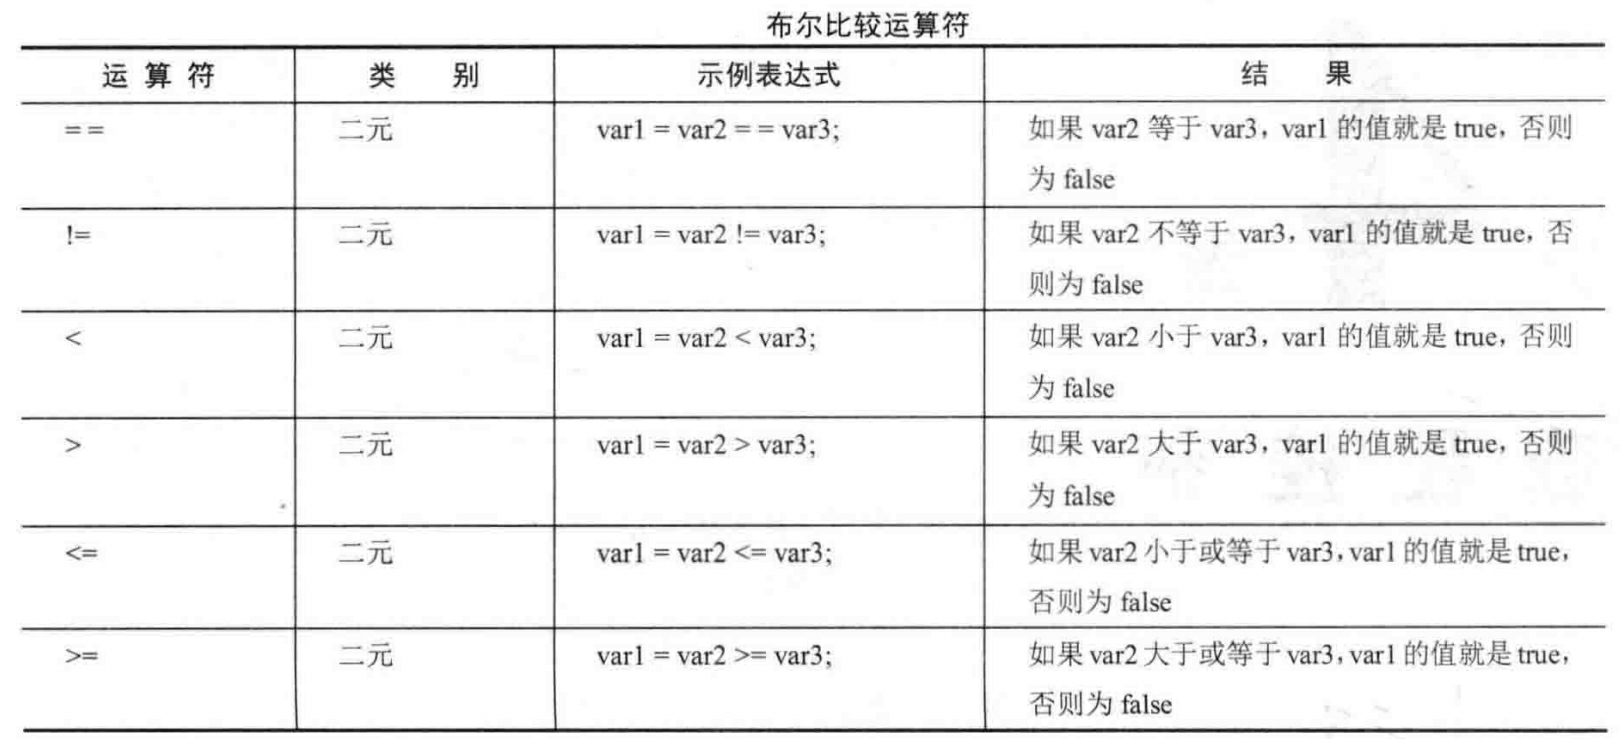 布尔比较运算符
运 算 符 类 别 示例表达式 结 果
= = 二元 var1 = var2 = = var3; 如果 var2 等于 var3，var1 的值就是 true，否则
为 false
!= 二元 var1 = var2 != var3; 如果 var2 不等于 var3，var1 的值就是 true，否
则为 false
< 二元 var1 = var2 < var3; 如果 var2 小于 var3，var1 的值就是 true，否则
为 false
> 二元 var1 = var2 > var3; 如果 var2 大于 var3，var1 的值就是 true，否则
为 false
<= 二元 var1 = var2 <= var3; 如果 var2 小于或等于 var3，var1 的值就是 true，
否则为 false
>= 二元 var1 = var2 >= var3; 如果 var2 大于或等于 var3，var1 的值就是 true，
否则为 false